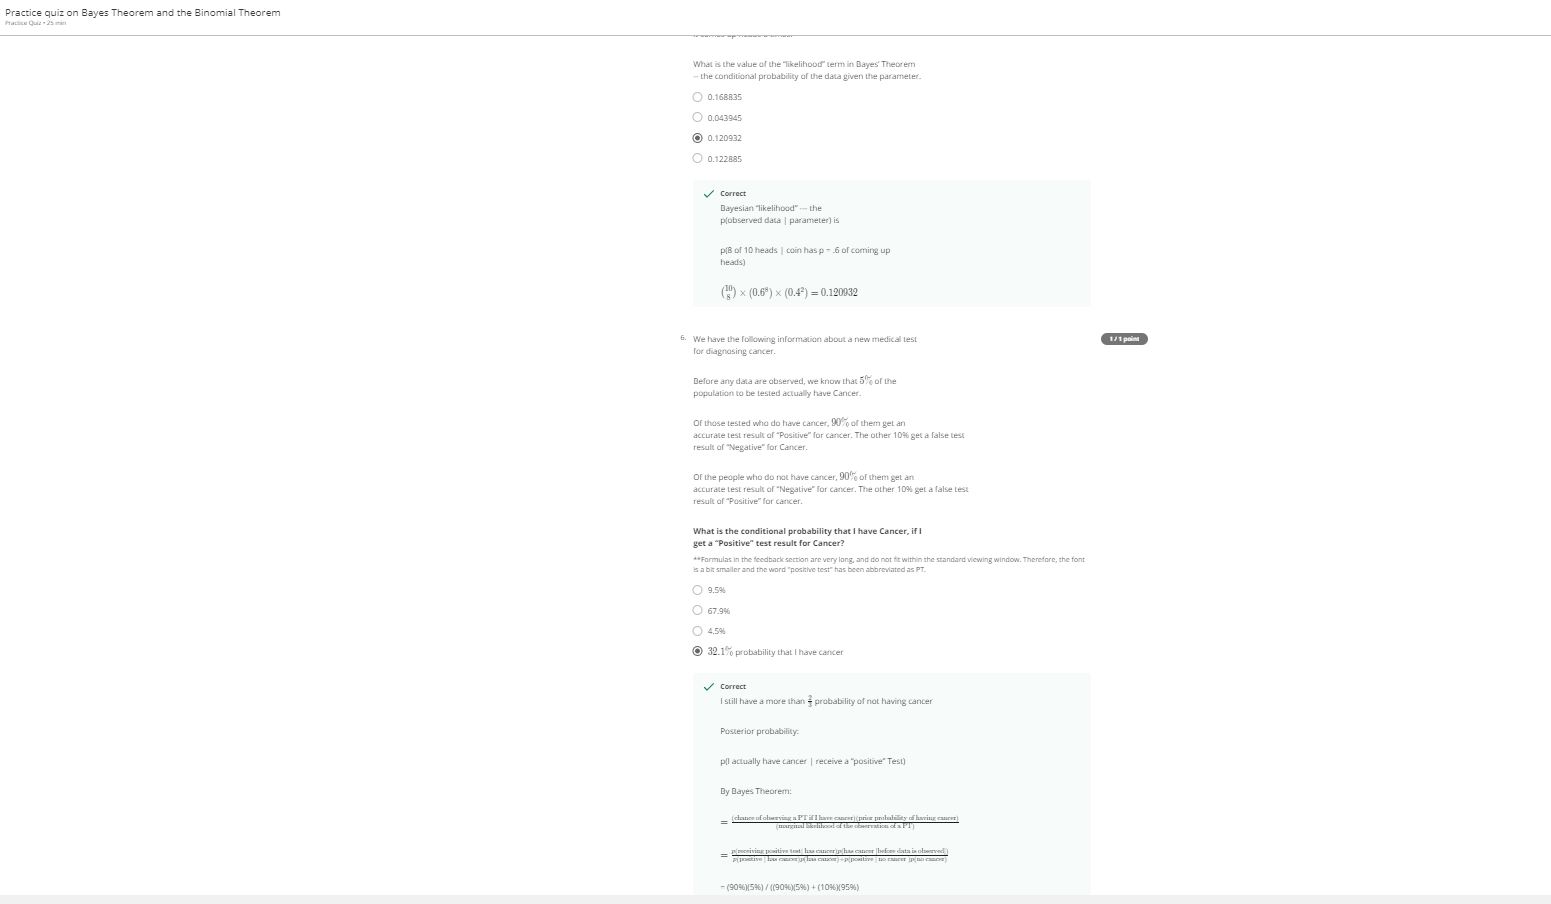 Practice quiz on Bayes Theorem and the Binomial Theorem
Practice Quiz • 25 min
What is the value of the “likelihood” term in Bayes’ Theorem
-- the conditional probability of the data given the parameter.
0.168835
0.043945
0.120932
0.122885
Correct
Bayesian “likelihood” --- the
p(observed data | parameter) is
p(8 of 10 heads | coin has p = .6 of coming up
heads)
(10 8) × (0.6⁸) × (0.4²) = 0.120932
6. We have the following information about a new medical test
1 / 1 point
for diagnosing cancer.
Before any data are observed, we know that 5% of the
population to be tested actually have Cancer.
Of those tested who do have cancer, 90% of them get an
accurate test result of “Positive” for cancer. The other 10% get a false test
result of “Negative” for Cancer.
Of the people who do not have cancer, 90% of them get an
accurate test result of “Negative” for cancer. The other 10% get a false test
result of “Positive” for cancer.
What is the conditional probability that I have Cancer, if I
get a “Positive” test result for Cancer?
**Formulas in the feedback section are very long, and do not fit within the standard viewing window. Therefore, the font
is a bit smaller and the word "positive test" has been abbreviated as PT.
9.5%
67.9%
4.5%
32.1% probability that I have cancer
Correct
I still have a more than 2/3 probability of not having cancer
Posterior probability:
p(I actually have cancer | receive a “positive” Test)
By Bayes Theorem:
= (chance of observing a PT if I have cancer)(prior probability of having cancer)
(marginal likelihood of the observation of a PT)
= p(receiving positive test| has cancer)p(has cancer [before data is observed])
p(positive | has cancer)p(has cancer)+p(positive | no cancer )p(no cancer)
= (90%)(5%) / ((90%)(5%) + (10%)(95%)